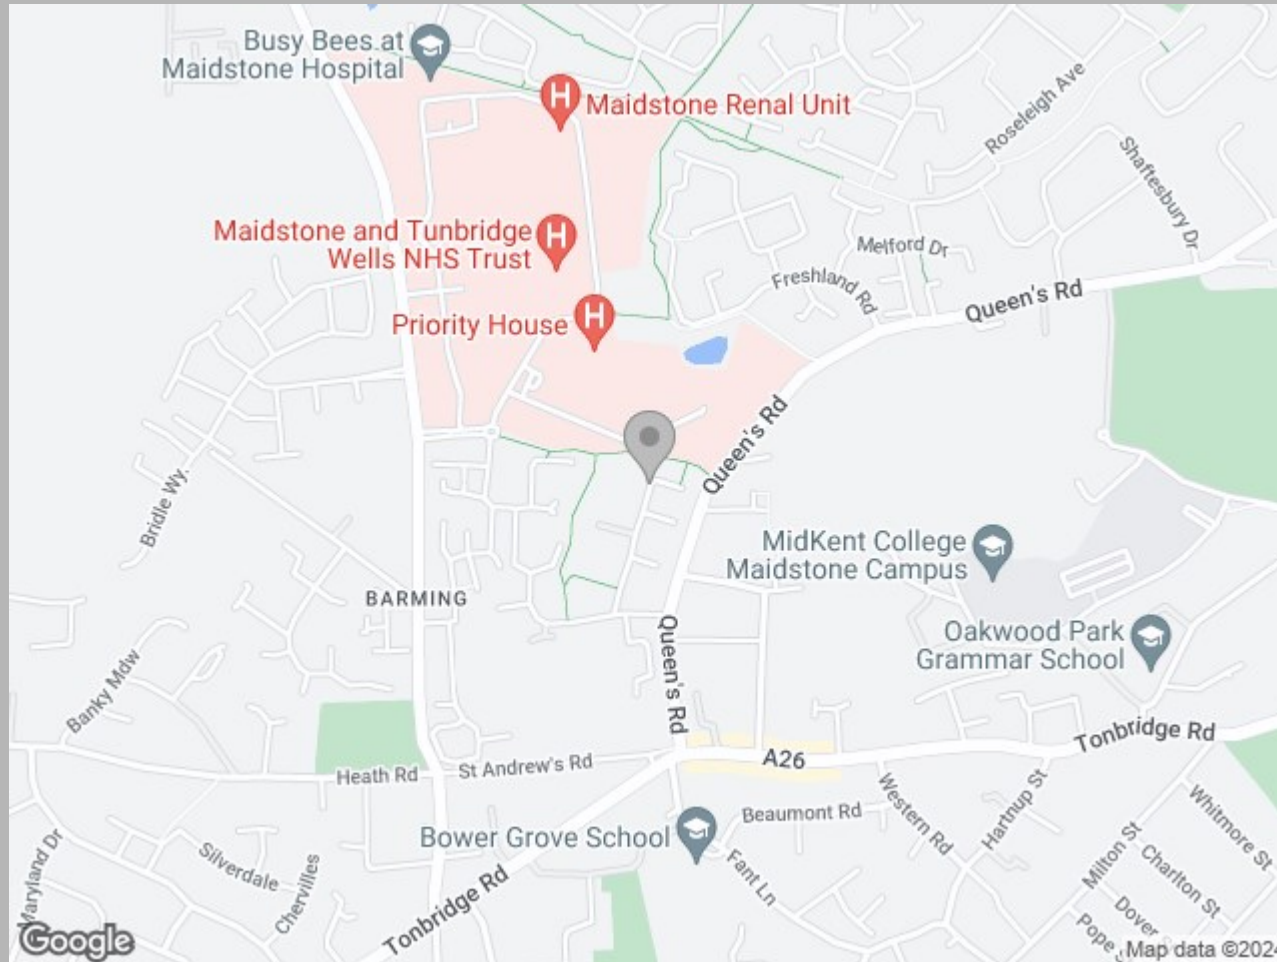 Busy Bees at
Maidstone Hospital
Maidstone Renal Unit
Roseleigh Ave
Shaftesbury Dr
Maidstone and Tunbridge
Wells NHS Trust
Melford Dr
Freshland Rd
Queen's Rd
Priority House
Queen's Rd
Bridle Wy.
MidKent College
Maidstone Campus
BARMING
Oakwood Park
Grammar School
Queen's Rd
Banky Mdw
Tonbridge Rd
A26
St Andrew's Rd
Heath Rd
Beaumont Rd
Western Rd
Hartnup St
Whitmore St
Bower Grove School
Milton St
Charlton St
Maryland Dr
Silverdale
Chervilles
Fant Ln
Tonbridge Rd
Dover
Pope
Google
Map data ©2024